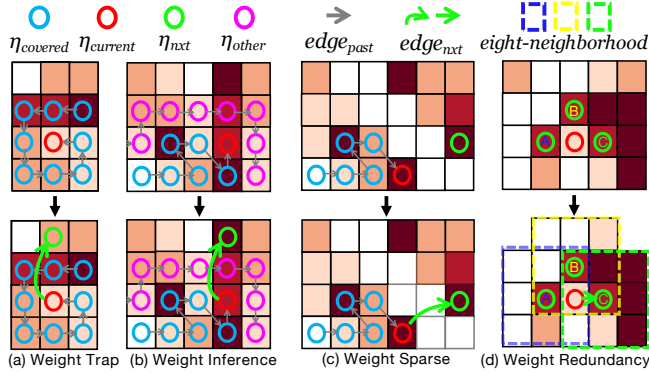 η_covered η_current η_nxt η_other edge_past edge_nxt eight-neighborhood
B
A C
B
A C
(a) Weight Trap (b) Weight Inference (c) Weight Sparse (d) Weight Redundancy